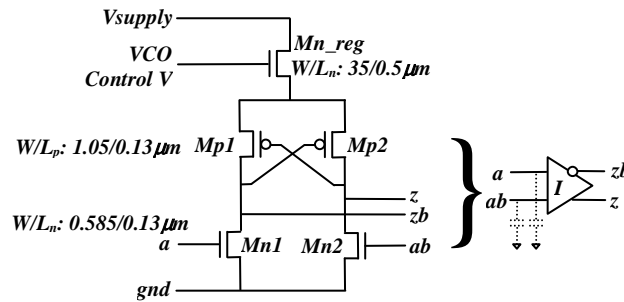 Vsupply
Mn_reg
VCO
Control V
W/Ln: 35/0.5μm
W/Lp: 1.05/0.13μm
Mp1
Mp2
a
zb
I
ab
z
z
W/Ln: 0.585/0.13μm
zb
a
Mn1
Mn2
ab
gnd